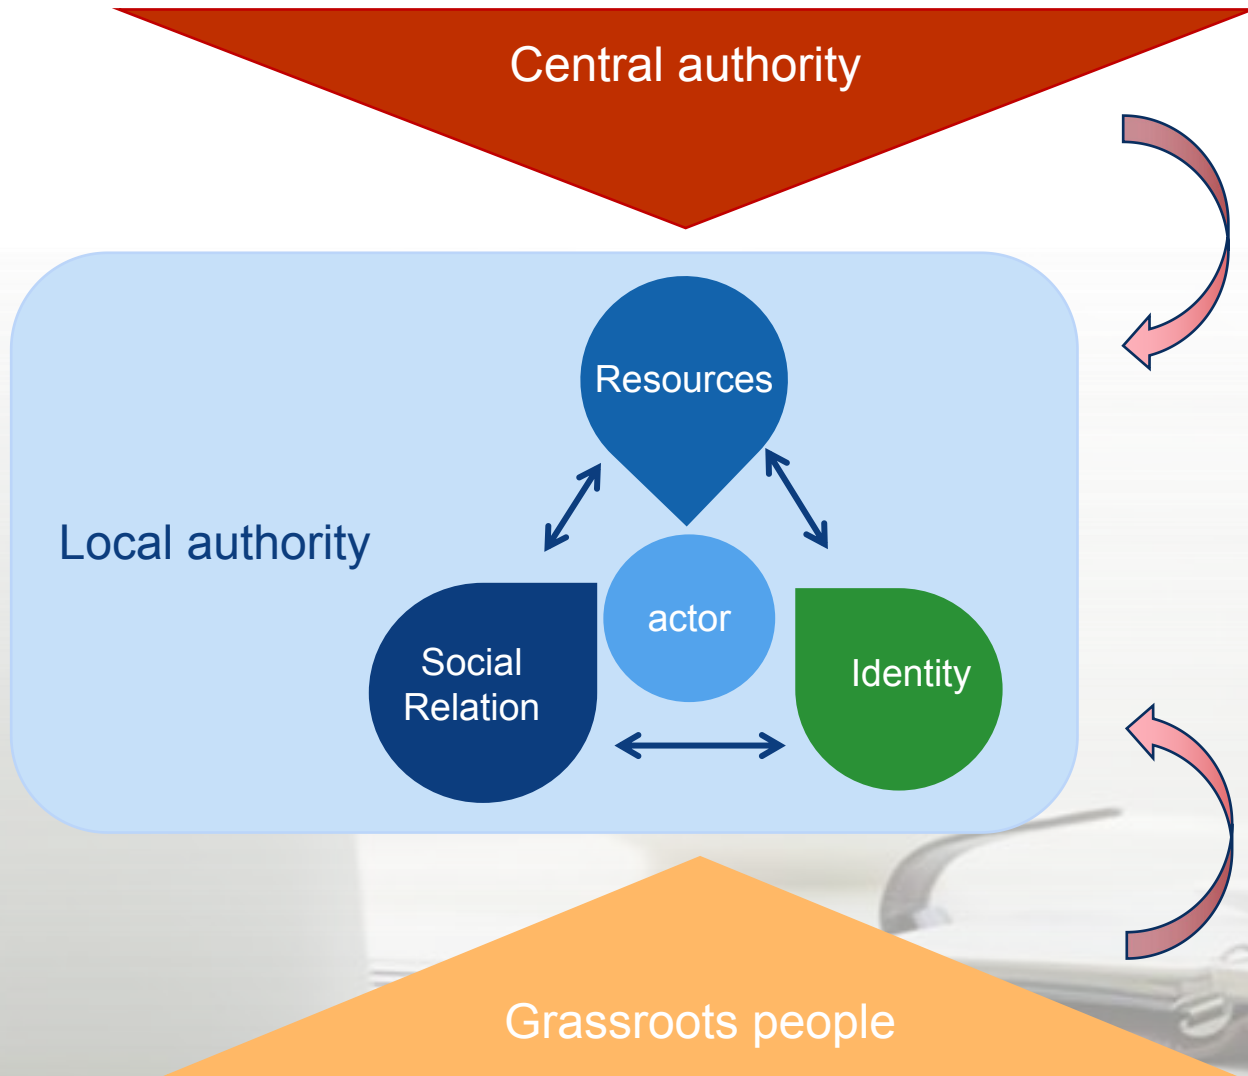 Central authority
Resources
Local authority
actor
Social
Relation
Identity
Grassroots people